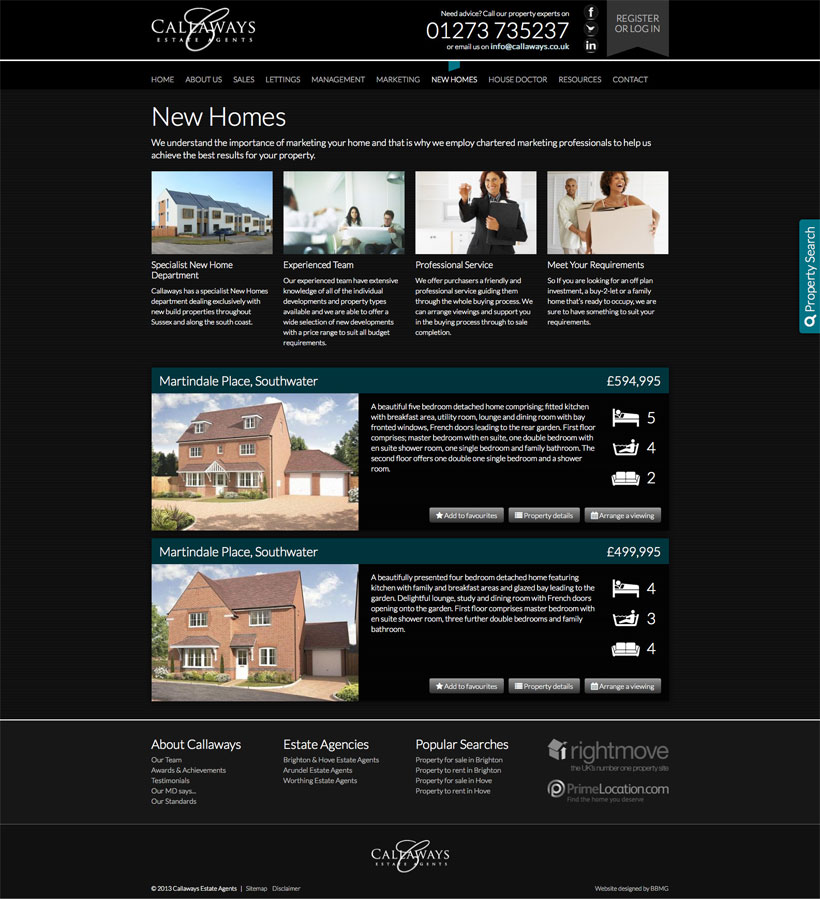 CALLAWAYS
ESTATE AGENTS
Need advice? Call our property experts on
01273 735237
or email us on info@callaways.co.uk
f
in
REGISTER
OR LOG IN
HOME ABOUT US SALES LETTINGS MANAGEMENT MARKETING NEW HOMES HOUSE DOCTOR RESOURCES CONTACT
New Homes
We understand the importance of marketing your home and that is why we employ chartered marketing professionals to help us
achieve the best results for your property.
Property Search
Specialist New Home
Department
Callaways has a specialist New Homes
department dealing exclusively with
new build properties throughout
Sussex and along the south coast.
Experienced Team
Our experienced team have extensive
knowledge of all of the individual
developments and property types
available and we are able to offer a
wide selection of new developments
with a price range to suit all budget
requirements.
Professional Service
We offer purchasers a friendly and
professional service guiding them
through the whole buying process. We
can arrange viewings and support you
in the buying process through to sale
completion.
Meet Your Requirements
So If you are looking for an off plan
investment, a buy-2-let or a family
home that's ready to occupy, we are
sure to have something to suit your
requirements.
Martindale Place, Southwater £594,995
A beautiful five bedroom detached home comprising; fitted kitchen
with breakfast area, utility room, lounge and dining room with bay
fronted windows, French doors leading to the rear garden. First floor
comprises; master bedroom with en suite, one double bedroom with
en suite shower room, one single bedroom and family bathroom. The
second floor offers one double one single bedroom and a shower
room.
5
4
2
Add to favourites Property details Arrange a viewing
Martindale Place, Southwater £499,995
A beautifully presented four bedroom detached home featuring
kitchen with family and breakfast areas and glazed bay leading to the
garden. Delightful lounge, study and dining room with French doors
opening onto the garden. First floor comprises master bedroom with
en suite shower room, three further double bedrooms and family
bathroom.
4
3
4
Add to favourites Property details Arrange a viewing
About Callaways
Our Team
Awards & Achievements
Testimonials
Our MD says...
Our Standards
Estate Agencies
Brighton & Hove Estate Agents
Arundel Estate Agents
Worthing Estate Agents
Popular Searches
Property for sale in Brighton
Property to rent in Brighton
Property for sale in Hove
Property to rent in Hove
rightmove
the UK's number one property site
PrimeLocation.com
Find the home you deserve
CALLAWAYS
ESTATE AGENTS
© 2013 Callaways Estate Agents | Sitemap Disclaimer
Website designed by BBMG